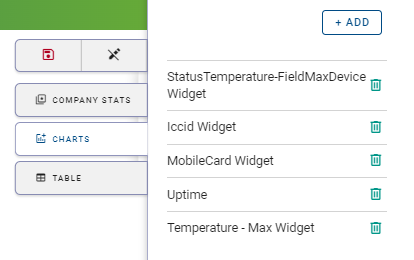 + ADD
COMPANY STATS
CHARTS
TABLE
StatusTemperature-FieldMaxDevice
Widget
Iccid Widget
MobileCard Widget
Uptime
Temperature - Max Widget